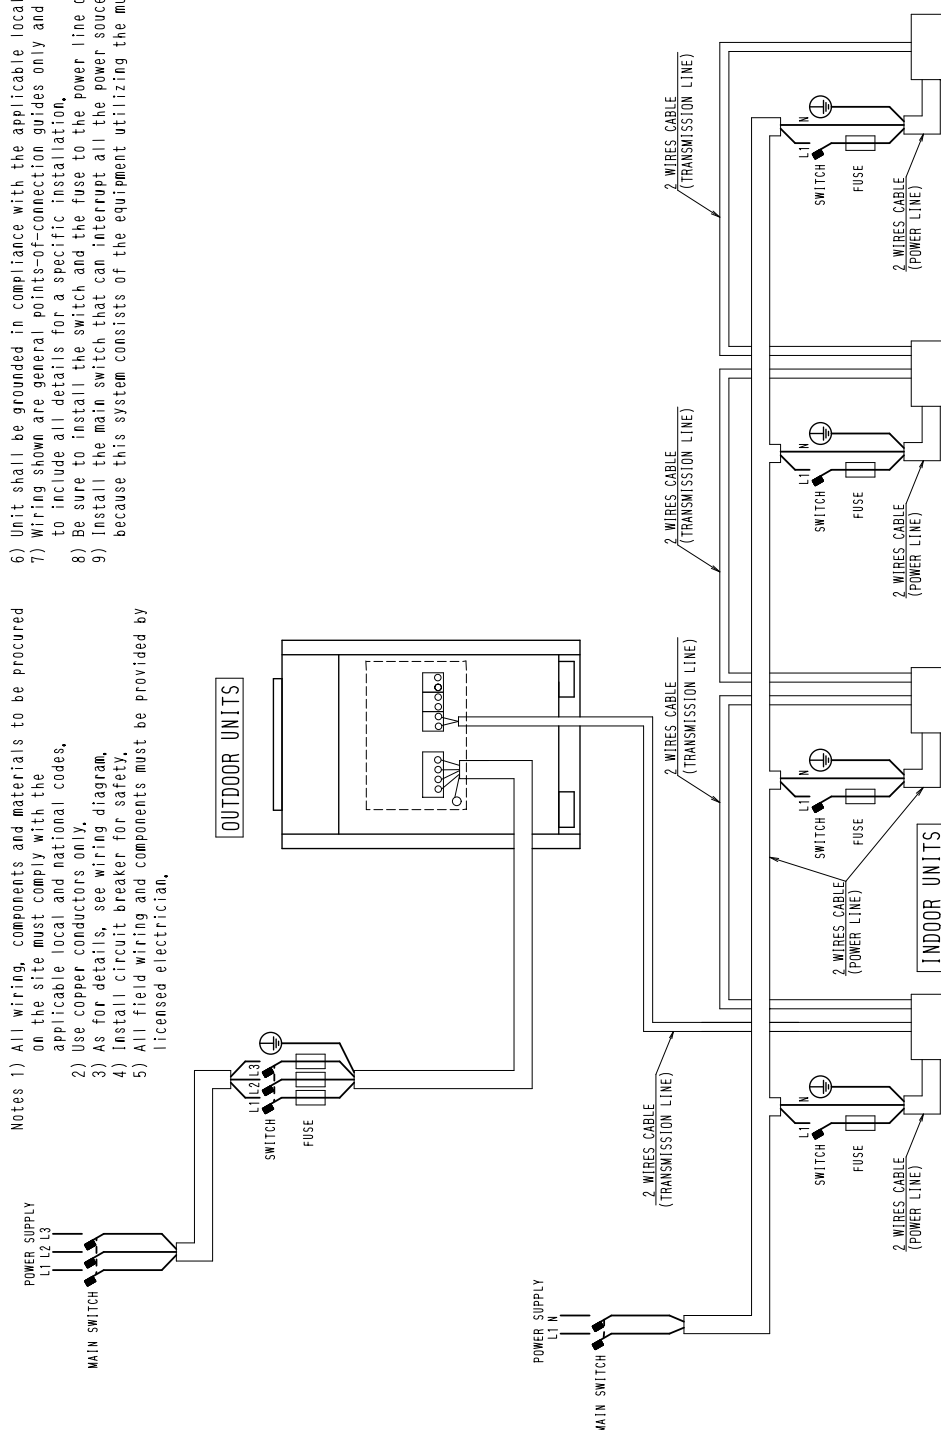 Notes 1) All wiring, components and materials to be procured
on the site must comply with the
applicable local and national codes.
2) Use copper conductors only.
3) As for details, see wiring diagram.
4) Install circuit breaker for safety.
5) All field wiring and components must be provided by
licensed electrician.
6) Unit shall be grounded in compliance with the applicable local
7) Wiring shown are general points-of-connection guides only and
to include all details for a specific installation.
8) Be sure to install the switch and the fuse to the power line
9) Install the main switch that can interrupt all the power souce
because this system consists of the equipment utilizing the
POWER SUPPLY
L1 L2 L3
MAIN SWITCH
L1 L2 L3
SWITCH
FUSE
OUTDOOR UNITS
POWER SUPPLY
L1 N
MAIN SWITCH
2 WIRES CABLE
(TRANSMISSION LINE)
2 WIRES CABLE
(TRANSMISSION LINE)
2 WIRES CABLE
(TRANSMISSION LINE)
2 WIRES CABLE
(TRANSMISSION LINE)
L1 N
SWITCH
FUSE
2 WIRES CABLE
(POWER LINE)
L1 N
SWITCH
FUSE
2 WIRES CABLE
(POWER LINE)
L1 N
SWITCH
FUSE
2 WIRES CABLE
(POWER LINE)
L1 N
SWITCH
FUSE
2 WIRES CABLE
(POWER LINE)
INDOOR UNITS